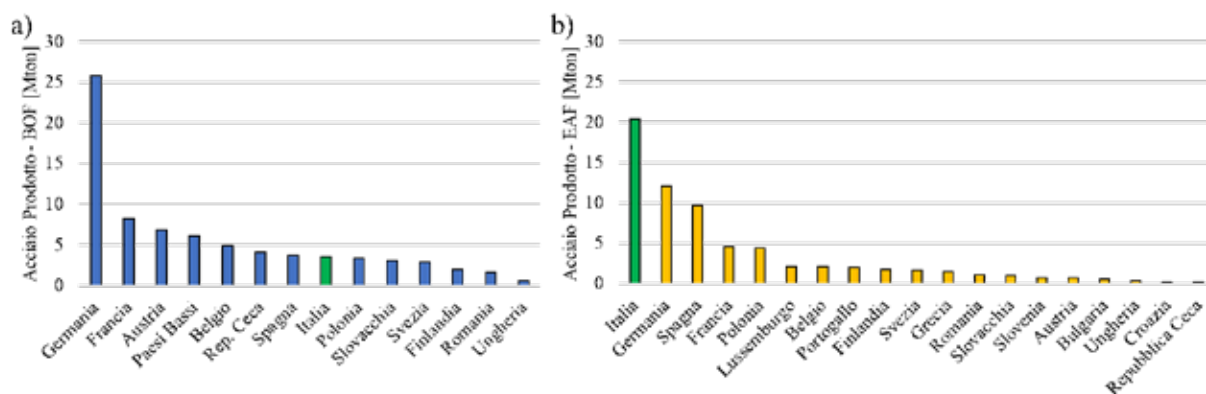 a)
Acciaio Prodotto - BOF [Mton]
30
25
20
15
10
5
0
Germania
Francia
Austria
Paesi Bassi
Belgio
Rep. Ceca
Spagna
Italia
Polonia
Slovacchia
Svezia
Finlandia
Romania
Ungheria
b)
Acciaio Prodotto - EAF [Mton]
30
25
20
15
10
5
0
Italia
Germania
Spagna
Francia
Polonia
Lussemburgo
Belgio
Portogallo
Finlandia
Svezia
Grecia
Romania
Slovacchia
Slovenia
Austria
Bulgaria
Ungheria
Croazia
Repubblica Ceca